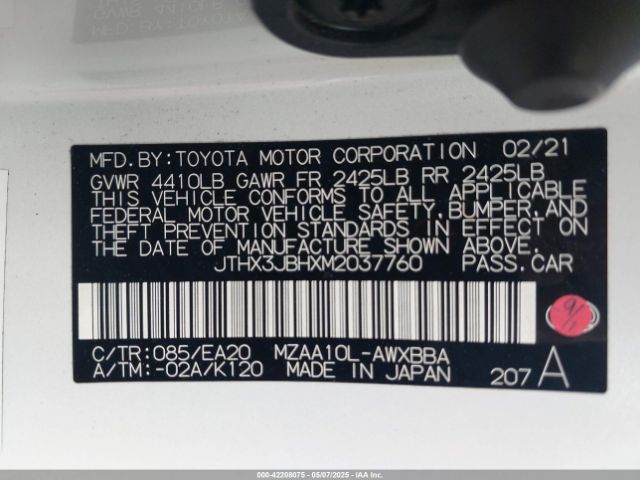 MFD.BY:TOYOTA MOTOR CORPORATION 02/21
GVWR 4410LB GAWR FR 2425LB RR 2425LB
THIS VEHICLE CONFORMS TO ALL APPLICABLE
FEDERAL MOTOR VEHICLE SAFETY,BUMPER,AND
THEFT PREVENTION STANDARDS IN EFFECT ON
THE DATE OF MANUFACTURE SHOWN ABOVE.
JTHX3JBHXM2037760 PASS.CAR
9/1
C/TR:085/EA20 MZAA10L-AWXBBA
A/TM:-02A/K120 MADE IN JAPAN 207 A
000-42208075 - 05/07/2025 - IAA Inc.